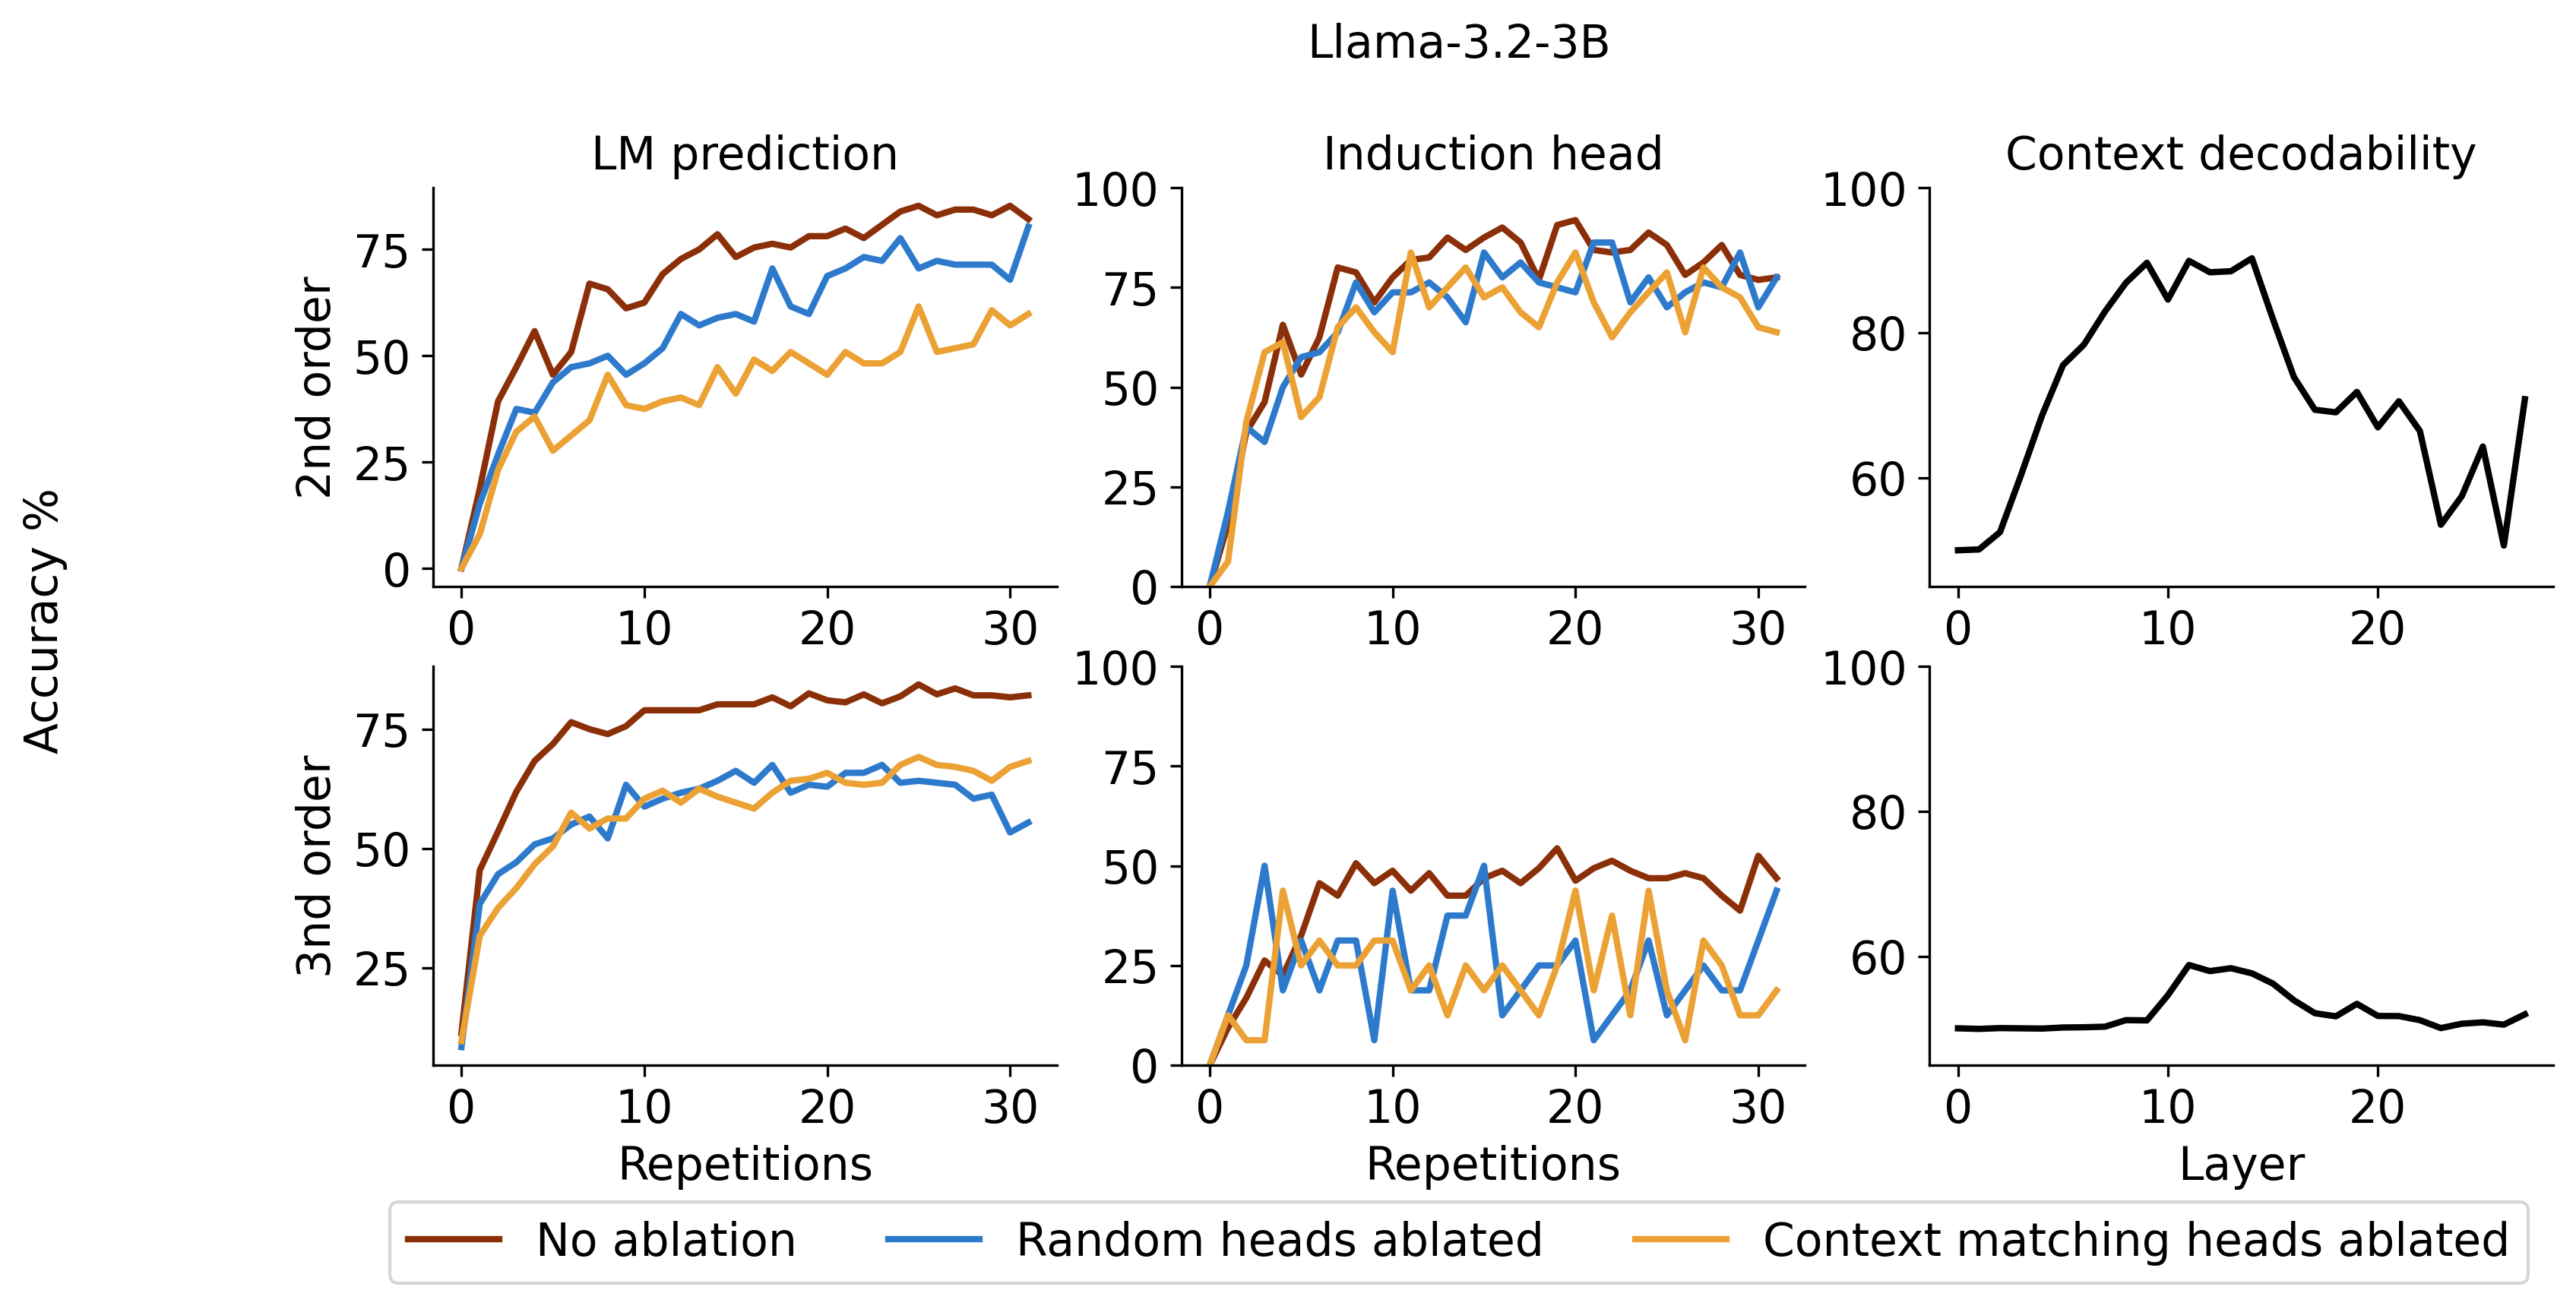 Llama-3.2-3B
LM prediction
Induction head
Context decodability
Accuracy %
2nd order
75
50
25
0
0 10 20 30
100
75
50
25
0
0 10 20 30
100
80
60
0 10 20
3nd order
75
50
25
0 10 20 30
Repetitions
100
75
50
25
0
0 10 20 30
Repetitions
100
80
60
0 10 20
Layer
No ablation
Random heads ablated
Context matching heads ablated